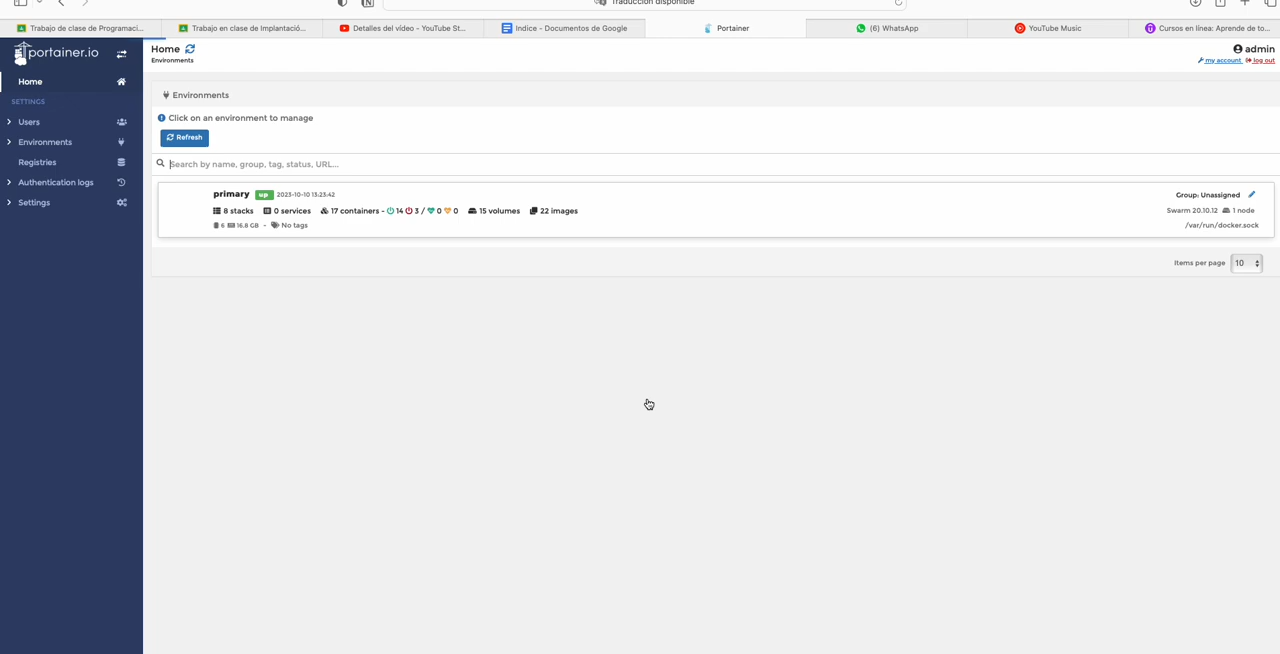 Traducción disponible
Trabajo de clase de Programaci...
Trabajo en clase de Implantació...
Detalles del vídeo - YouTube St...
Indice - Documentos de Google
Portainer
(6) WhatsApp
YouTube Music
Cursos en línea: Aprende de to...
portainer.io
Home
SETTINGS
Users
Environments
Registries
Authentication logs
Settings
Home
Environments
admin
my account
log out
Environments
Click on an environment to manage
Refresh
Search by name, group, tag, status, URL...
primary up 2023-10-10 13:23:42
8 stacks 0 services 17 containers - 14 3 / 0 0 15 volumes 22 images
6 16.8 GB - No tags
Group: Unassigned
Swarm 20.10.12 1 node
/var/run/docker.sock
Items per page 10